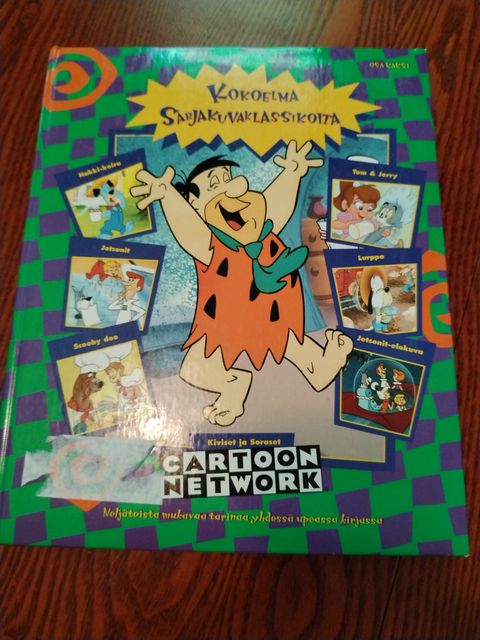 OSA KAKSI
KOKOELMA
SARJAKUVAKLASSIKOITA
Hukki-koira
Tom & Jerry
Jetsonit
Lurppa
Scooby doo
Jetsonit-elokuva
Kiviset ja Soraset
CARTOON
NETWORK
Neljätoista mukavaa tarinaa yhdessä upeassa kirjassa